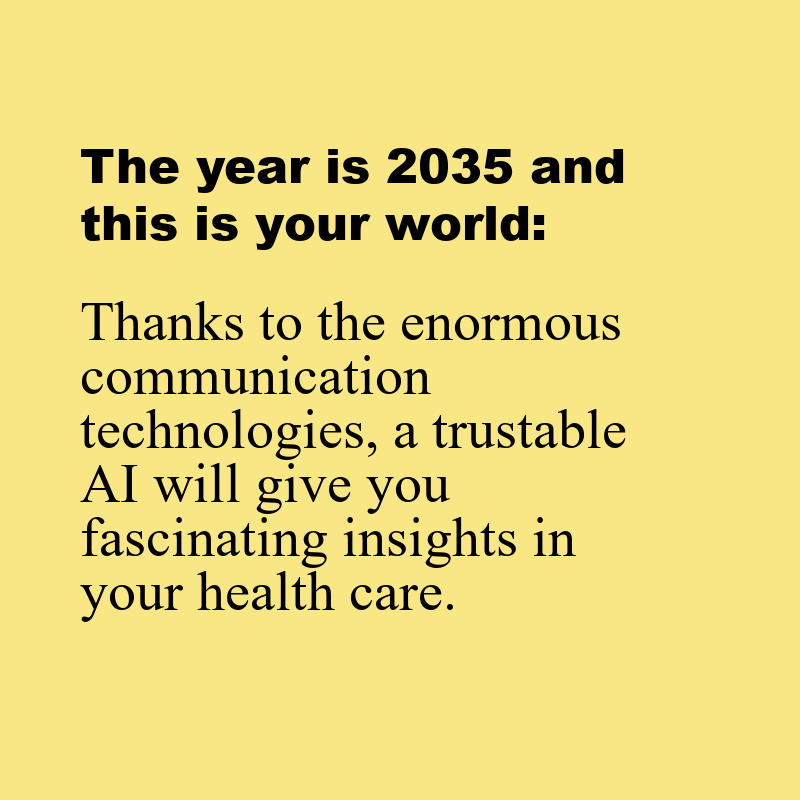 The year is 2035 and
this is your world:
Thanks to the enormous
communication
technologies, a trustable
AI will give you
fascinating insights in
your health care.